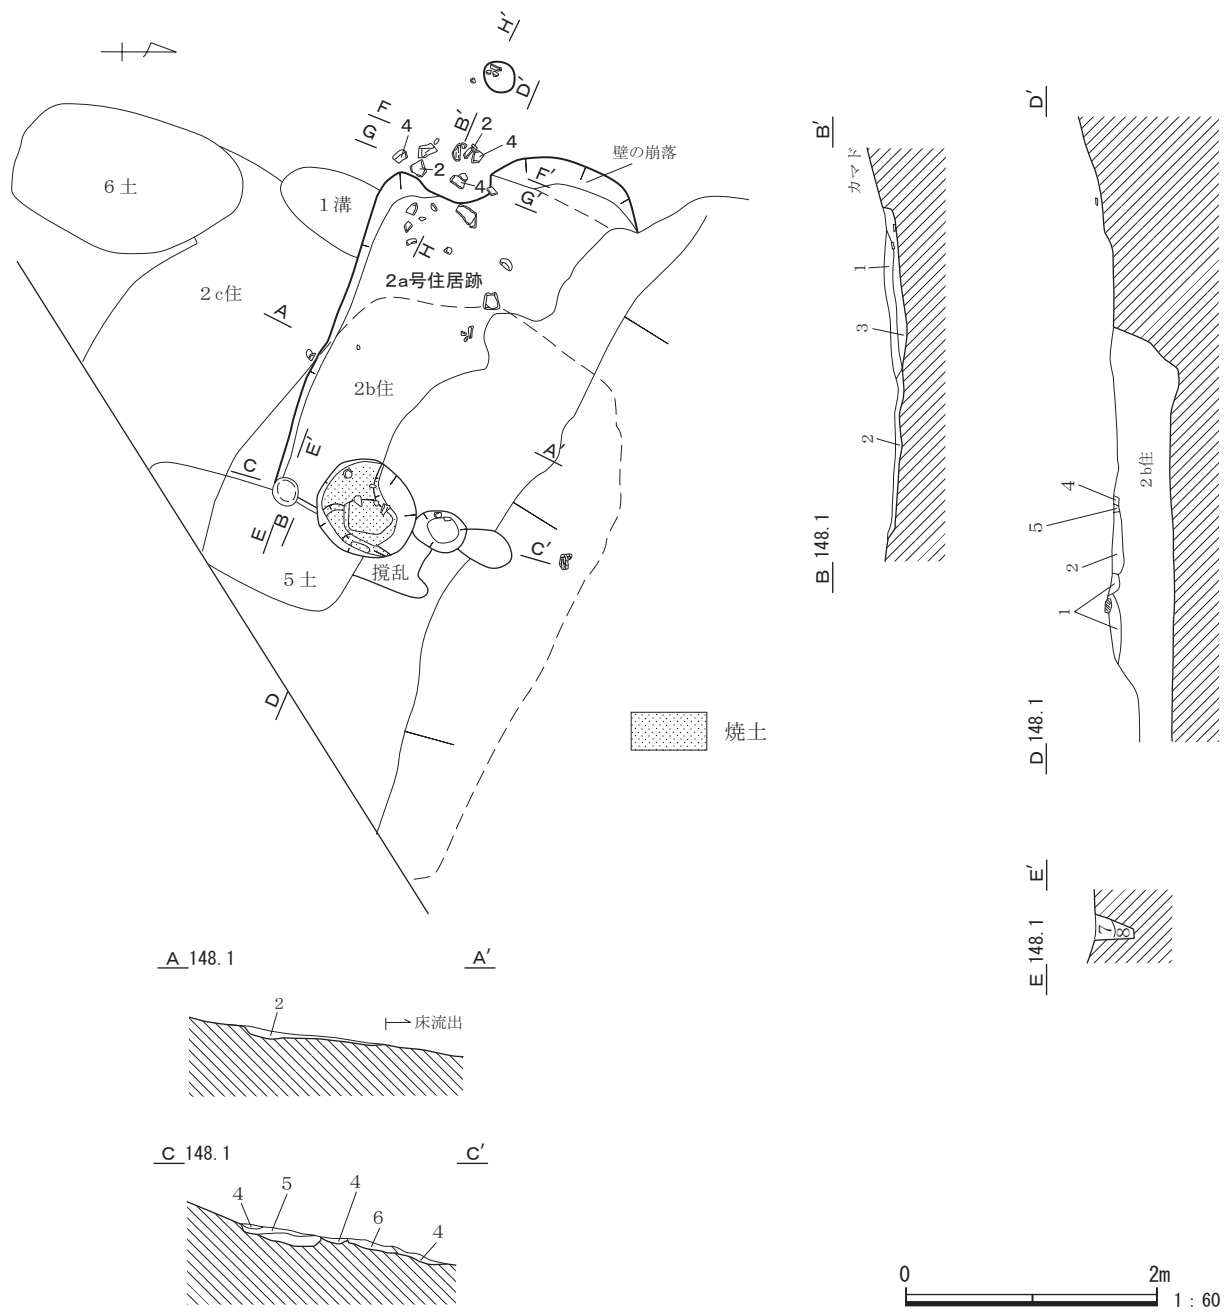 H′
D′
F
G
4
B′
2
4
2
4
F′
G′
壁の崩落
6土
1溝
H
2a号住居跡
2c住
A
2b住
E′
A′
C
E
B
C′
5土
撹乱
D
焼土
B′
カマド
1
3
2
B 148.1
D′
2b住
4
5
2
1
D 148.1
E′
7
8
E 148.1
A 148.1
A′
2
床流出
C 148.1
C′
4
5
4
6
4
0
2m
1：60